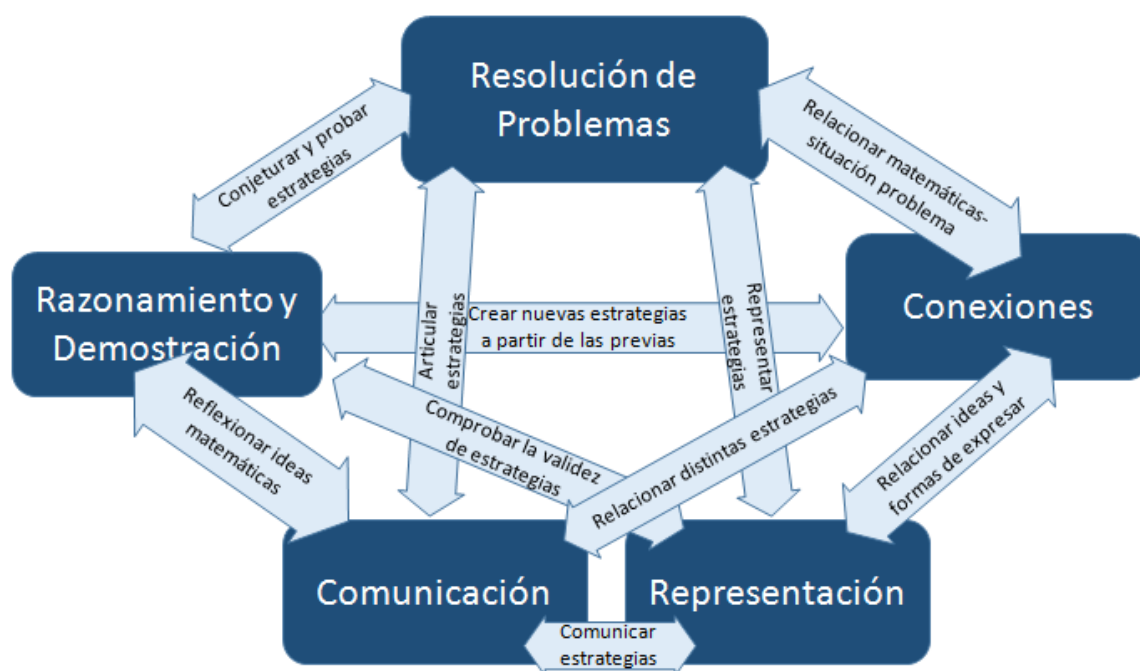 Resolución de
Problemas
Conjeturar y probar
estrategias
Relacionar matemáticas-
situación problema
Razonamiento y
Demostración
Articular
estrategias
Crear nuevas estrategias
a partir de las previas
Representar
estrategias
Conexiones
Reflexionar ideas
matemáticas
Comprobar la validez
de estrategias
Relacionar distintas estrategias
Relacionar ideas y
formas de expresar
Comunicación
Representación
Comunicar
estrategias